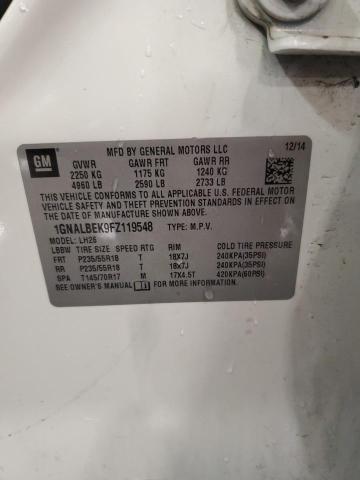 MFD BY GENERAL MOTORS LLC
12/14
GM
GVWR GAWR FRT GAWR RR
2250 KG 1175 KG 1240 KG
4960 LB 2590 LB 2733 LB
THIS VEHICLE CONFORMS TO ALL APPLICABLE U.S. FEDERAL MOTOR
VEHICLE SAFETY, BUMPER, AND THEFT PREVENTION STANDARDS
IN EFFECT ON THE DATE OF MANUFACTURE SHOWN ABOVE.
1GNALBEK9FZ119548 TYPE: M.P.V.
MODEL: LH26
LBBW TIRE SIZE SPEED RTG RIM COLD TIRE PRESSURE
FRT P235/55R18 T 18X7J 240KPA(35PSI)
RR P235/55R18 T 18x7J 240KPA(35PSI)
SPA T145/70R17 M 17X4.5T 420KPA(60PSI)
SEE OWNER'S MANUAL FOR MORE INFORMATION.